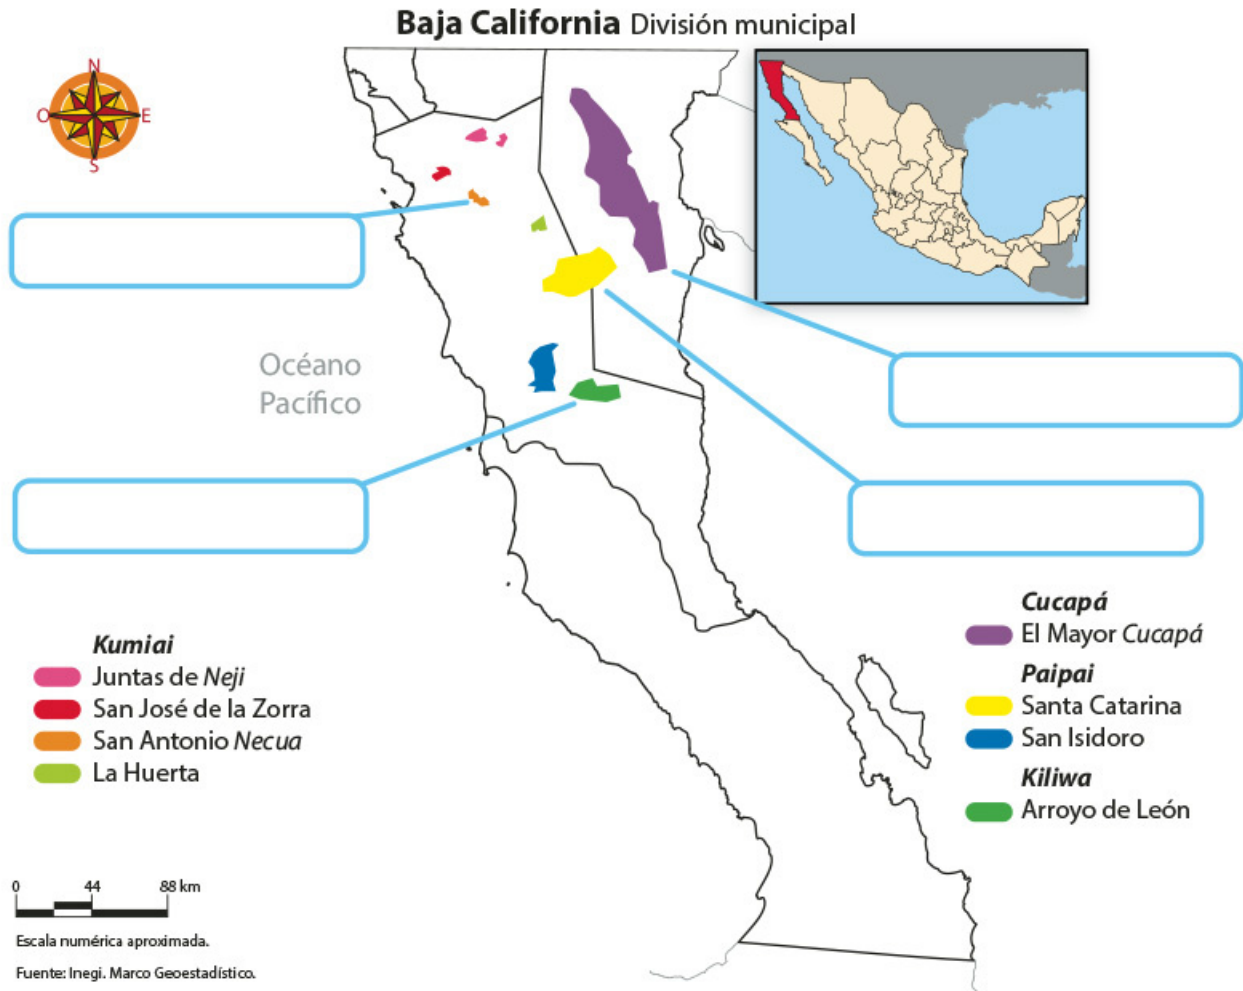 Baja California División municipal
N
O
E
S
Océano
Pacífico
Kumiai
Juntas de Neji
San José de la Zorra
San Antonio Necua
La Huerta
Cucapá
El Mayor Cucapá
Paipai
Santa Catarina
San Isidoro
Kiliwa
Arroyo de León
0 44 88 km
Escala numérica aproximada.
Fuente: Inegi. Marco Geoestadístico.